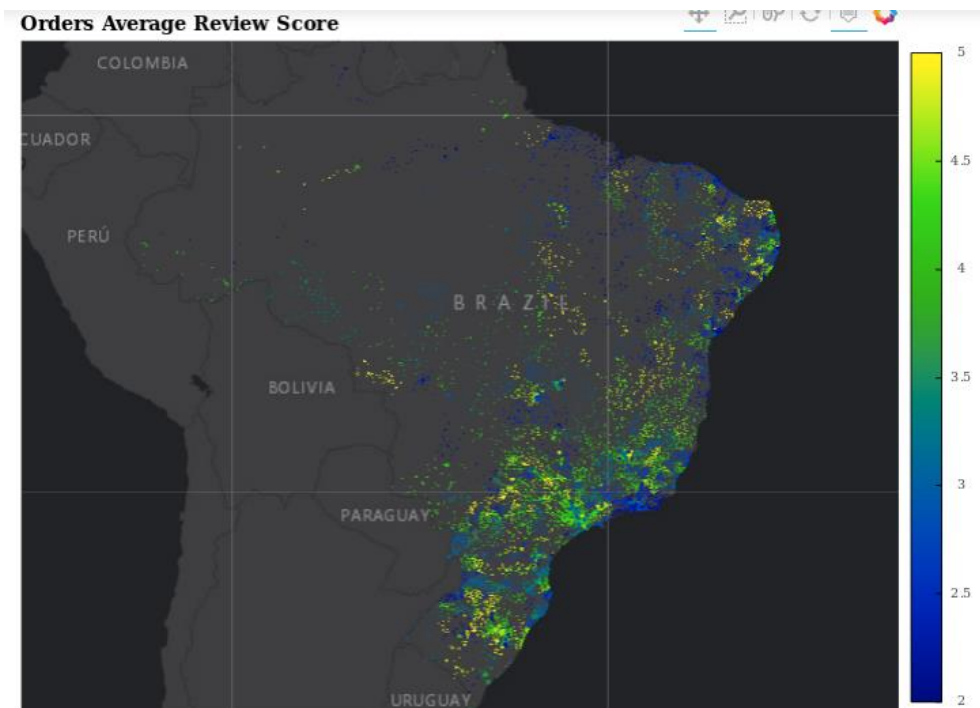 Orders Average Review Score
COLOMBIA
CUADOR
PERÚ
BRAZIL
BOLIVIA
PARAGUAY
URUGUAY
5
4.5
4
3.5
3
2.5
2